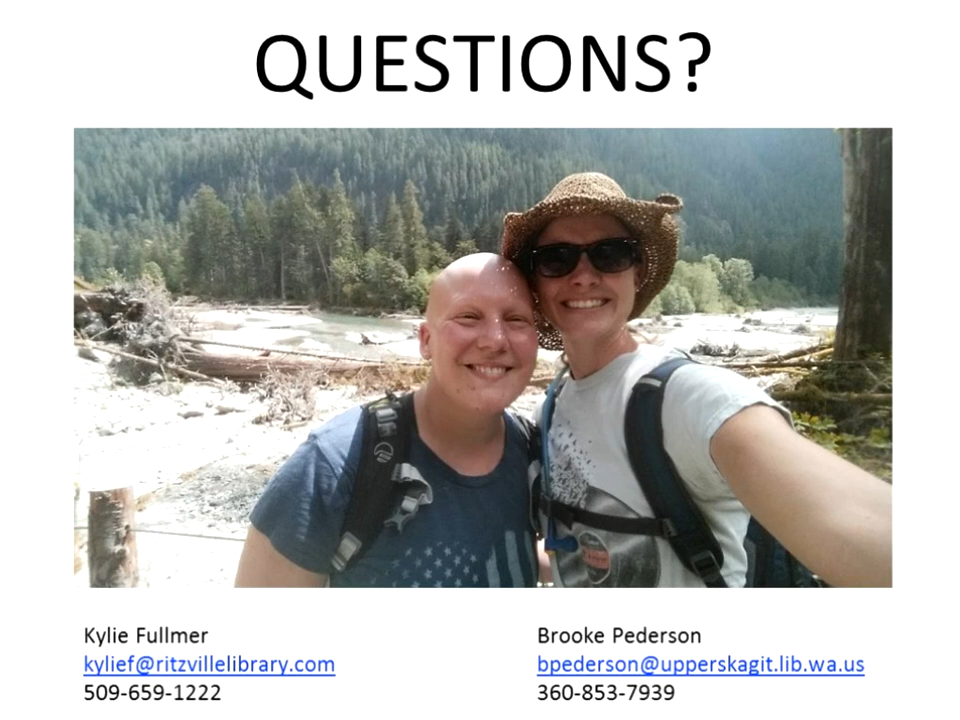 QUESTIONS?
Kylie Fullmer
kylief@ritzvillelibrary.com
509-659-1222
Brooke Pederson
bpederson@upperskagit.lib.wa.us
360-853-7939